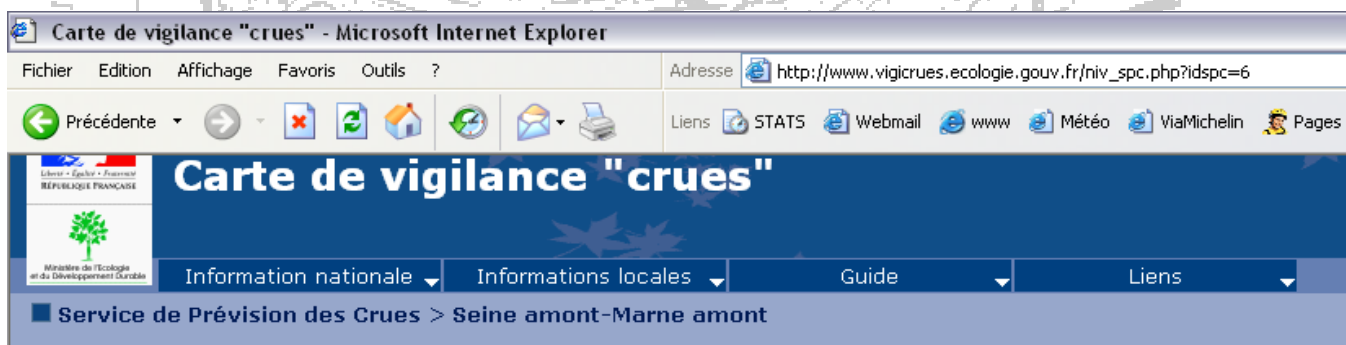 Carte de vigilance "crues" - Microsoft Internet Explorer
Fichier Edition Affichage Favoris Outils ? Adresse http://www.vigicrues.ecologie.gouv.fr/niv_spc.php?idspc=6
Précédente Liens STATS Webmail www Météo ViaMichelin Pages
Liberté • Égalité • Fraternité
RÉPUBLIQUE FRANÇAISE
Carte de vigilance "crues"
Ministère de l'Ecologie
et du Développement Durable
Information nationale Informations locales Guide Liens
Service de Prévision des Crues > Seine amont-Marne amont